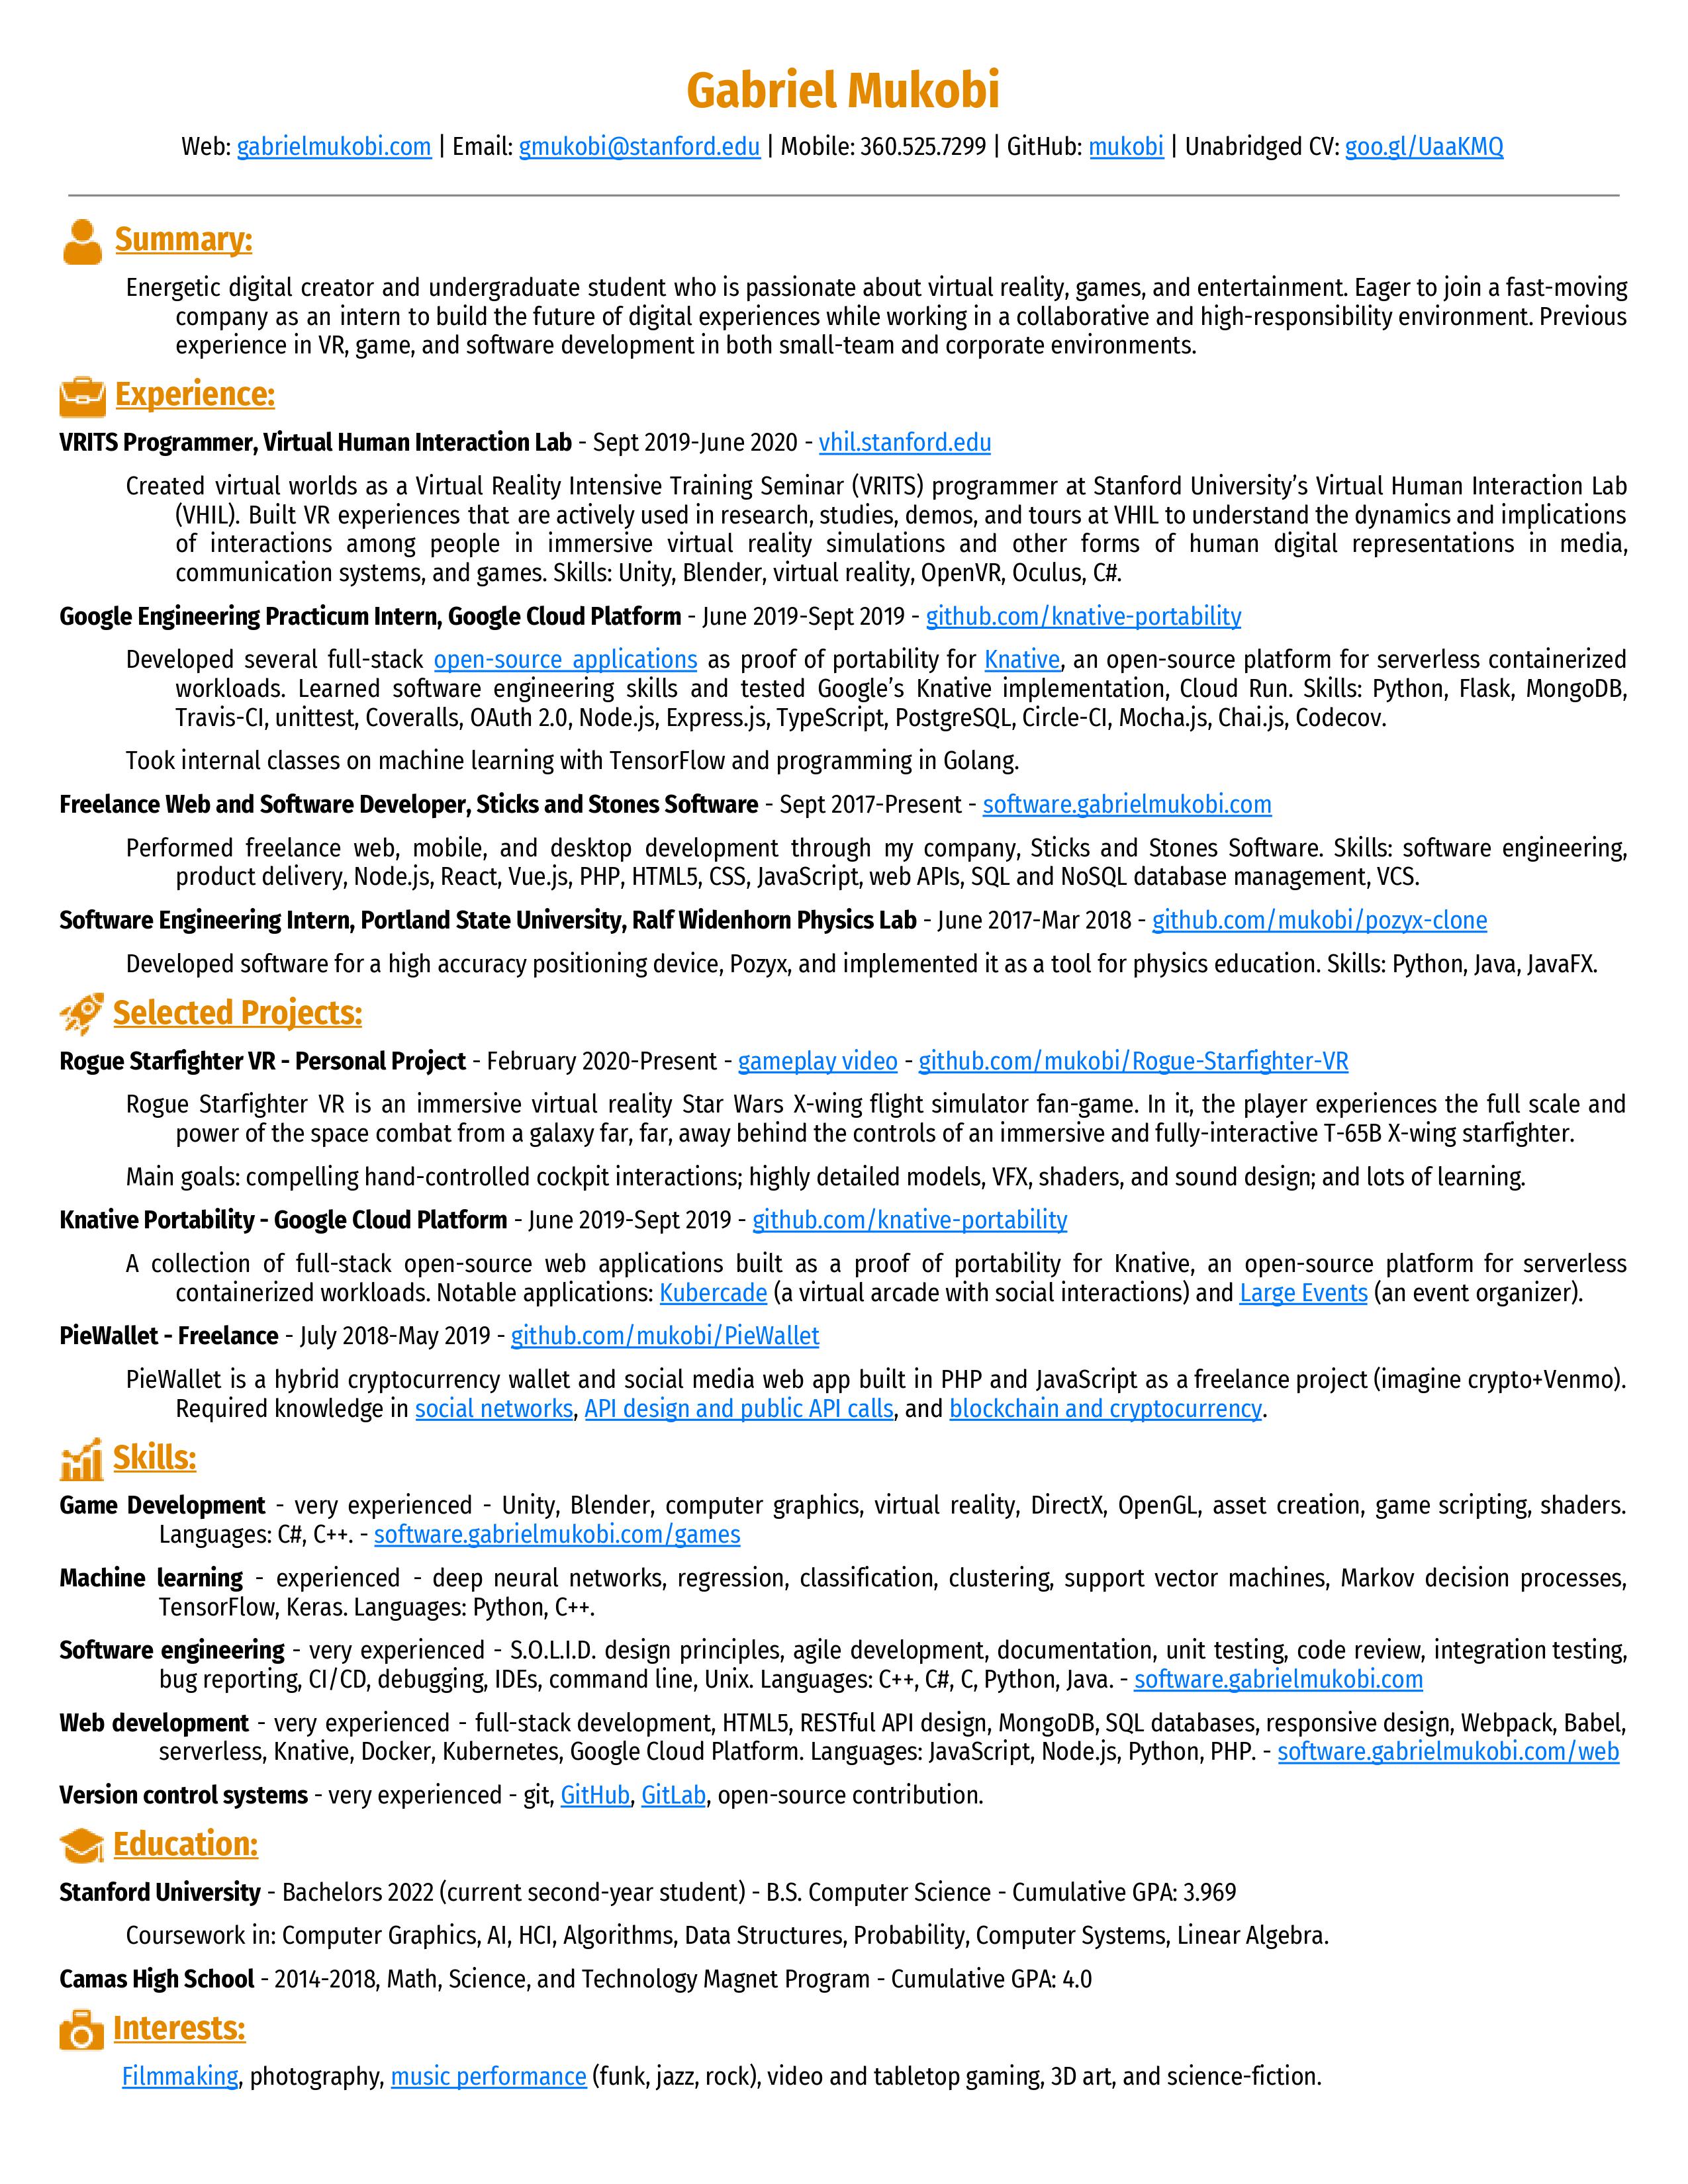 Gabriel Mukobi
Web: gabrielmukobi.com | Email: gmukobi@stanford.edu | Mobile: 360.525.7299 | GitHub: mukobi | Unabridged CV: goo.gl/UaaKMQ
Summary:
Energetic digital creator and undergraduate student who is passionate about virtual reality, games, and entertainment. Eager to join a fast-moving
company as an intern to build the future of digital experiences while working in a collaborative and high-responsibility environment. Previous
experience in VR, game, and software development in both small-team and corporate environments.
Experience:
VRITS Programmer, Virtual Human Interaction Lab - Sept 2019-June 2020 - vhil.stanford.edu
Created virtual worlds as a Virtual Reality Intensive Training Seminar (VRITS) programmer at Stanford University’s Virtual Human Interaction Lab
(VHIL). Built VR experiences that are actively used in research, studies, demos, and tours at VHIL to understand the dynamics and implications
of interactions among people in immersive virtual reality simulations and other forms of human digital representations in media,
communication systems, and games. Skills: Unity, Blender, virtual reality, OpenVR, Oculus, C#.
Google Engineering Practicum Intern, Google Cloud Platform - June 2019-Sept 2019 - github.com/knative-portability
Developed several full-stack open-source applications as proof of portability for Knative, an open-source platform for serverless containerized
workloads. Learned software engineering skills and tested Google’s Knative implementation, Cloud Run. Skills: Python, Flask, MongoDB,
Travis-CI, unittest, Coveralls, OAuth 2.0, Node.js, Express.js, TypeScript, PostgreSQL, Circle-CI, Mocha.js, Chai.js, Codecov.
Took internal classes on machine learning with TensorFlow and programming in Golang.
Freelance Web and Software Developer, Sticks and Stones Software - Sept 2017-Present - software.gabrielmukobi.com
Performed freelance web, mobile, and desktop development through my company, Sticks and Stones Software. Skills: software engineering,
product delivery, Node.js, React, Vue.js, PHP, HTML5, CSS, JavaScript, web APIs, SQL and NoSQL database management, VCS.
Software Engineering Intern, Portland State University, Ralf Widenhorn Physics Lab - June 2017-Mar 2018 - github.com/mukobi/pozyx-clone
Developed software for a high accuracy positioning device, Pozyx, and implemented it as a tool for physics education. Skills: Python, Java, JavaFX.
Selected Projects:
Rogue Starfighter VR - Personal Project - February 2020-Present - gameplay video - github.com/mukobi/Rogue-Starfighter-VR
Rogue Starfighter VR is an immersive virtual reality Star Wars X-wing flight simulator fan-game. In it, the player experiences the full scale and
power of the space combat from a galaxy far, far, away behind the controls of an immersive and fully-interactive T-65B X-wing starfighter.
Main goals: compelling hand-controlled cockpit interactions; highly detailed models, VFX, shaders, and sound design; and lots of learning.
Knative Portability - Google Cloud Platform - June 2019-Sept 2019 - github.com/knative-portability
A collection of full-stack open-source web applications built as a proof of portability for Knative, an open-source platform for serverless
containerized workloads. Notable applications: Kubercade (a virtual arcade with social interactions) and Large Events (an event organizer).
PieWallet - Freelance - July 2018-May 2019 - github.com/mukobi/PieWallet
PieWallet is a hybrid cryptocurrency wallet and social media web app built in PHP and JavaScript as a freelance project (imagine crypto+Venmo).
Required knowledge in social networks, API design and public API calls, and blockchain and cryptocurrency.
Skills:
Game Development - very experienced - Unity, Blender, computer graphics, virtual reality, DirectX, OpenGL, asset creation, game scripting, shaders.
Languages: C#, C++. - software.gabrielmukobi.com/games
Machine learning - experienced - deep neural networks, regression, classification, clustering, support vector machines, Markov decision processes,
TensorFlow, Keras. Languages: Python, C++.
Software engineering - very experienced - S.O.L.I.D. design principles, agile development, documentation, unit testing, code review, integration testing,
bug reporting, CI/CD, debugging, IDEs, command line, Unix. Languages: C++, C#, C, Python, Java. - software.gabrielmukobi.com
Web development - very experienced - full-stack development, HTML5, RESTful API design, MongoDB, SQL databases, responsive design, Webpack, Babel,
serverless, Knative, Docker, Kubernetes, Google Cloud Platform. Languages: JavaScript, Node.js, Python, PHP. - software.gabrielmukobi.com/web
Version control systems - very experienced - git, GitHub, GitLab, open-source contribution.
Education:
Stanford University - Bachelors 2022 (current second-year student) - B.S. Computer Science - Cumulative GPA: 3.969
Coursework in: Computer Graphics, AI, HCI, Algorithms, Data Structures, Probability, Computer Systems, Linear Algebra.
Camas High School - 2014-2018, Math, Science, and Technology Magnet Program - Cumulative GPA: 4.0
Interests:
Filmmaking, photography, music performance (funk, jazz, rock), video and tabletop gaming, 3D art, and science-fiction.